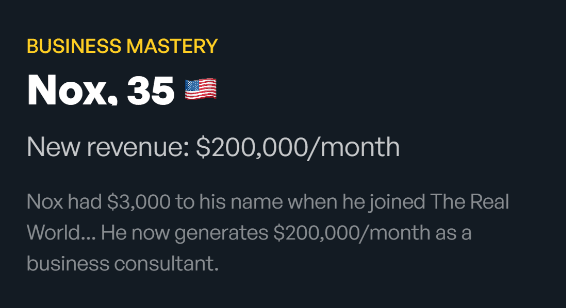 BUSINESS MASTERY
Nox, 35 🇺🇸
New revenue: $200,000/month
Nox had $3,000 to his name when he joined The Real
World... He now generates $200,000/month as a
business consultant.